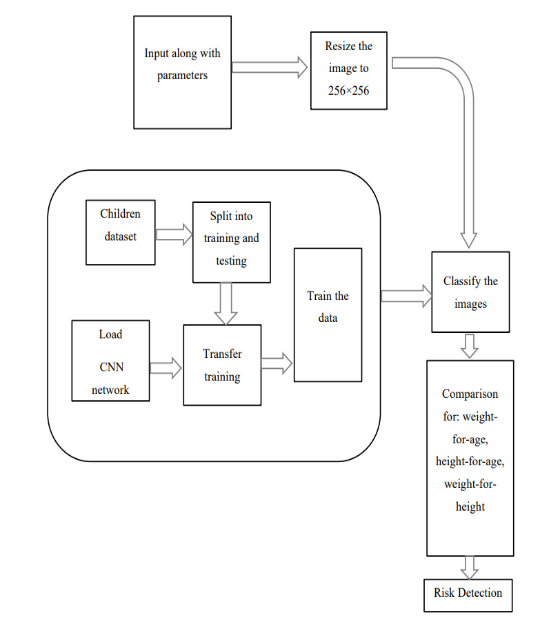 Input along with
parameters
Resize the
image to
256×256
Children
dataset
Split into
training and
testing
Load
CNN
network
Transfer
training
Train the
data
Classify the
images
Comparison
for: weight-
for-age,
height-for-age,
weight-for-
height
Risk Detection